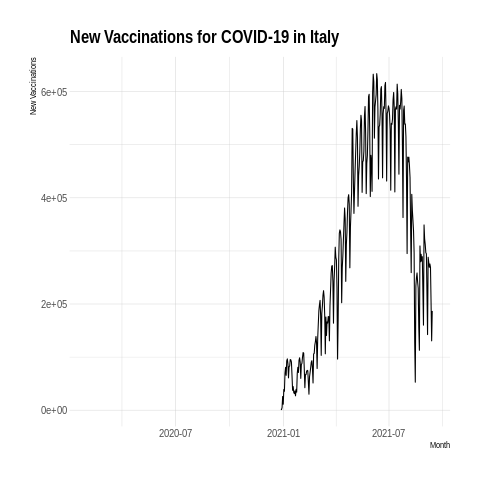 New Vaccinations for COVID-19 in Italy
New Vaccinations
6e+05
4e+05
2e+05
0e+00
2020-07 2021-01 2021-07
Month